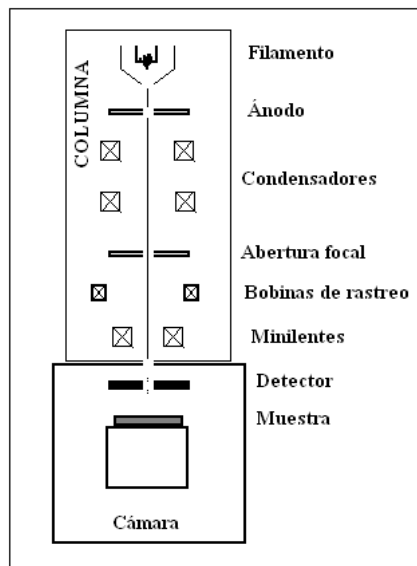 Filamento
COLUMNA
Ánodo
Condensadores
Abertura focal
Bobinas de rastreo
Minilentes
Detector
Muestra
Cámara